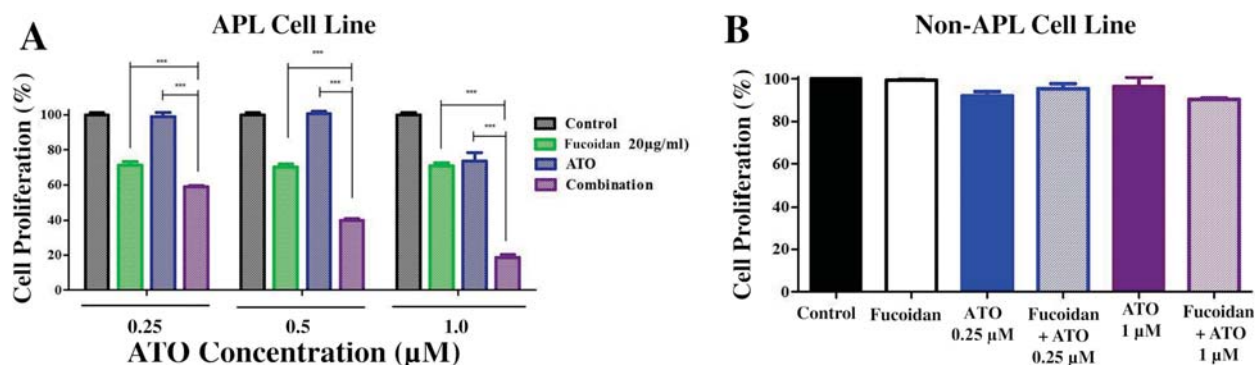 A
APL Cell Line
Cell Proliferation (%)
100
80
60
40
20
0
***
***
***
***
***
***
Control
Fucoidan 20µg/ml)
ATO
Combination
0.25
0.5
1.0
ATO Concentration (µM)
B
Non-APL Cell Line
Cell Proliferation (%)
100
80
60
40
20
0
Control
Fucoidan
ATO
0.25 µM
Fucoidan
+ ATO
0.25 µM
ATO
1 µM
Fucoidan
+ ATO
1 µM